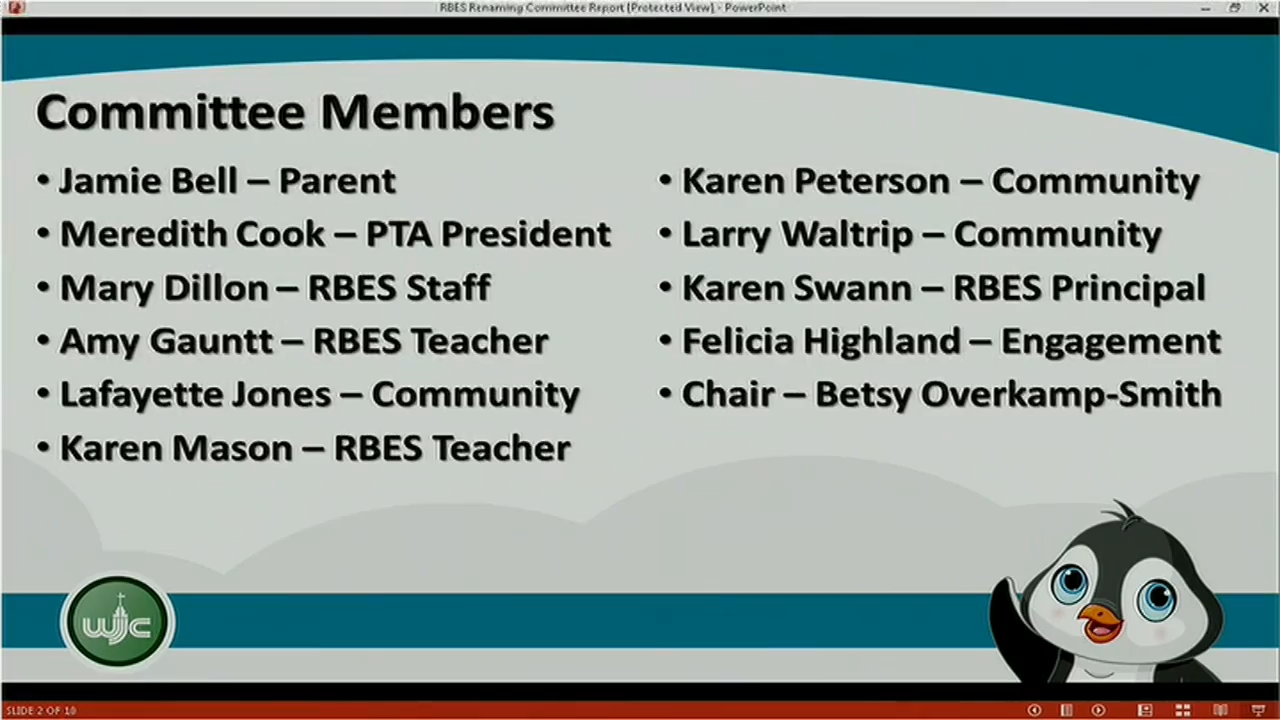 RBES Renaming Committee Report [Protected View] - PowerPoint
Committee Members
• Jamie Bell – Parent
• Meredith Cook – PTA President
• Mary Dillon – RBES Staff
• Amy Gauntt – RBES Teacher
• Lafayette Jones – Community
• Karen Mason – RBES Teacher
• Karen Peterson – Community
• Larry Waltrip – Community
• Karen Swann – RBES Principal
• Felicia Highland – Engagement
• Chair – Betsy Overkamp-Smith
wjc
SLIDE 2 OF 18